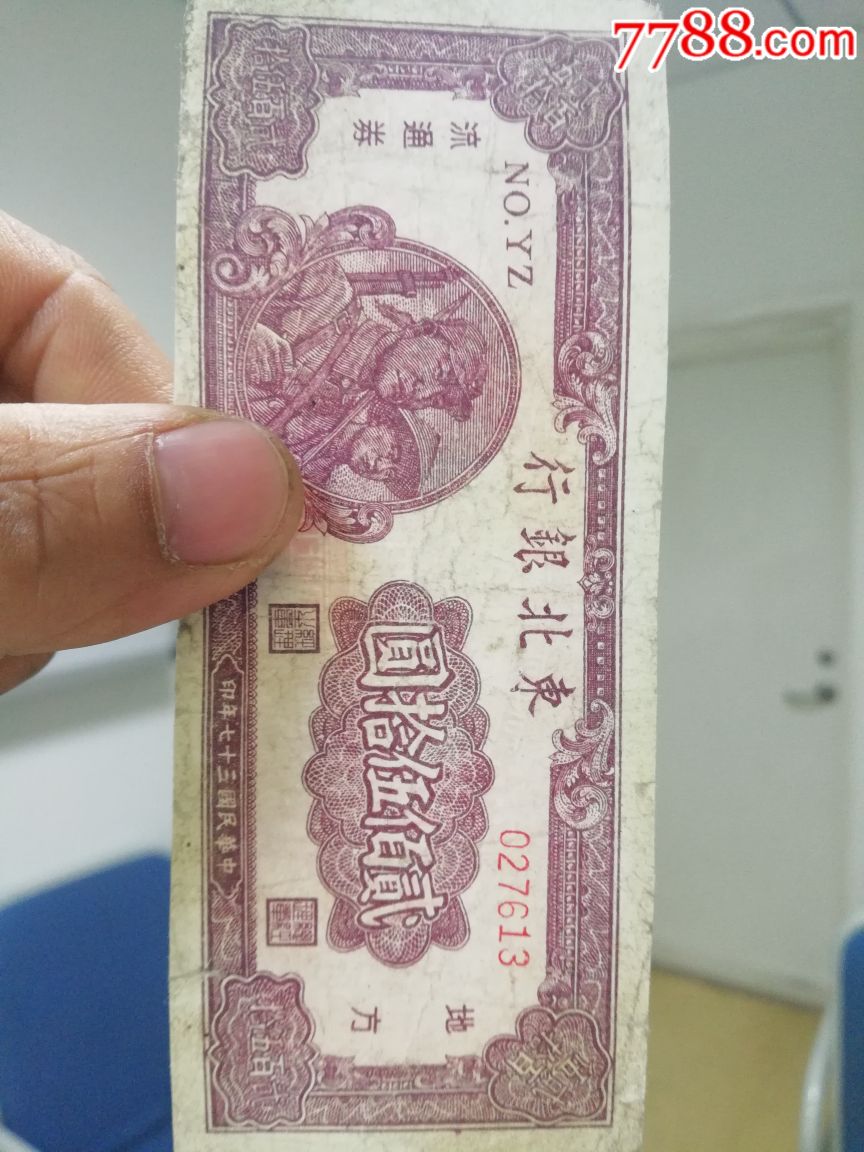 7788.com
東北銀行
NO.YZ
027613
地方
流通券
貳佰伍拾圓
中華民國三十七年印